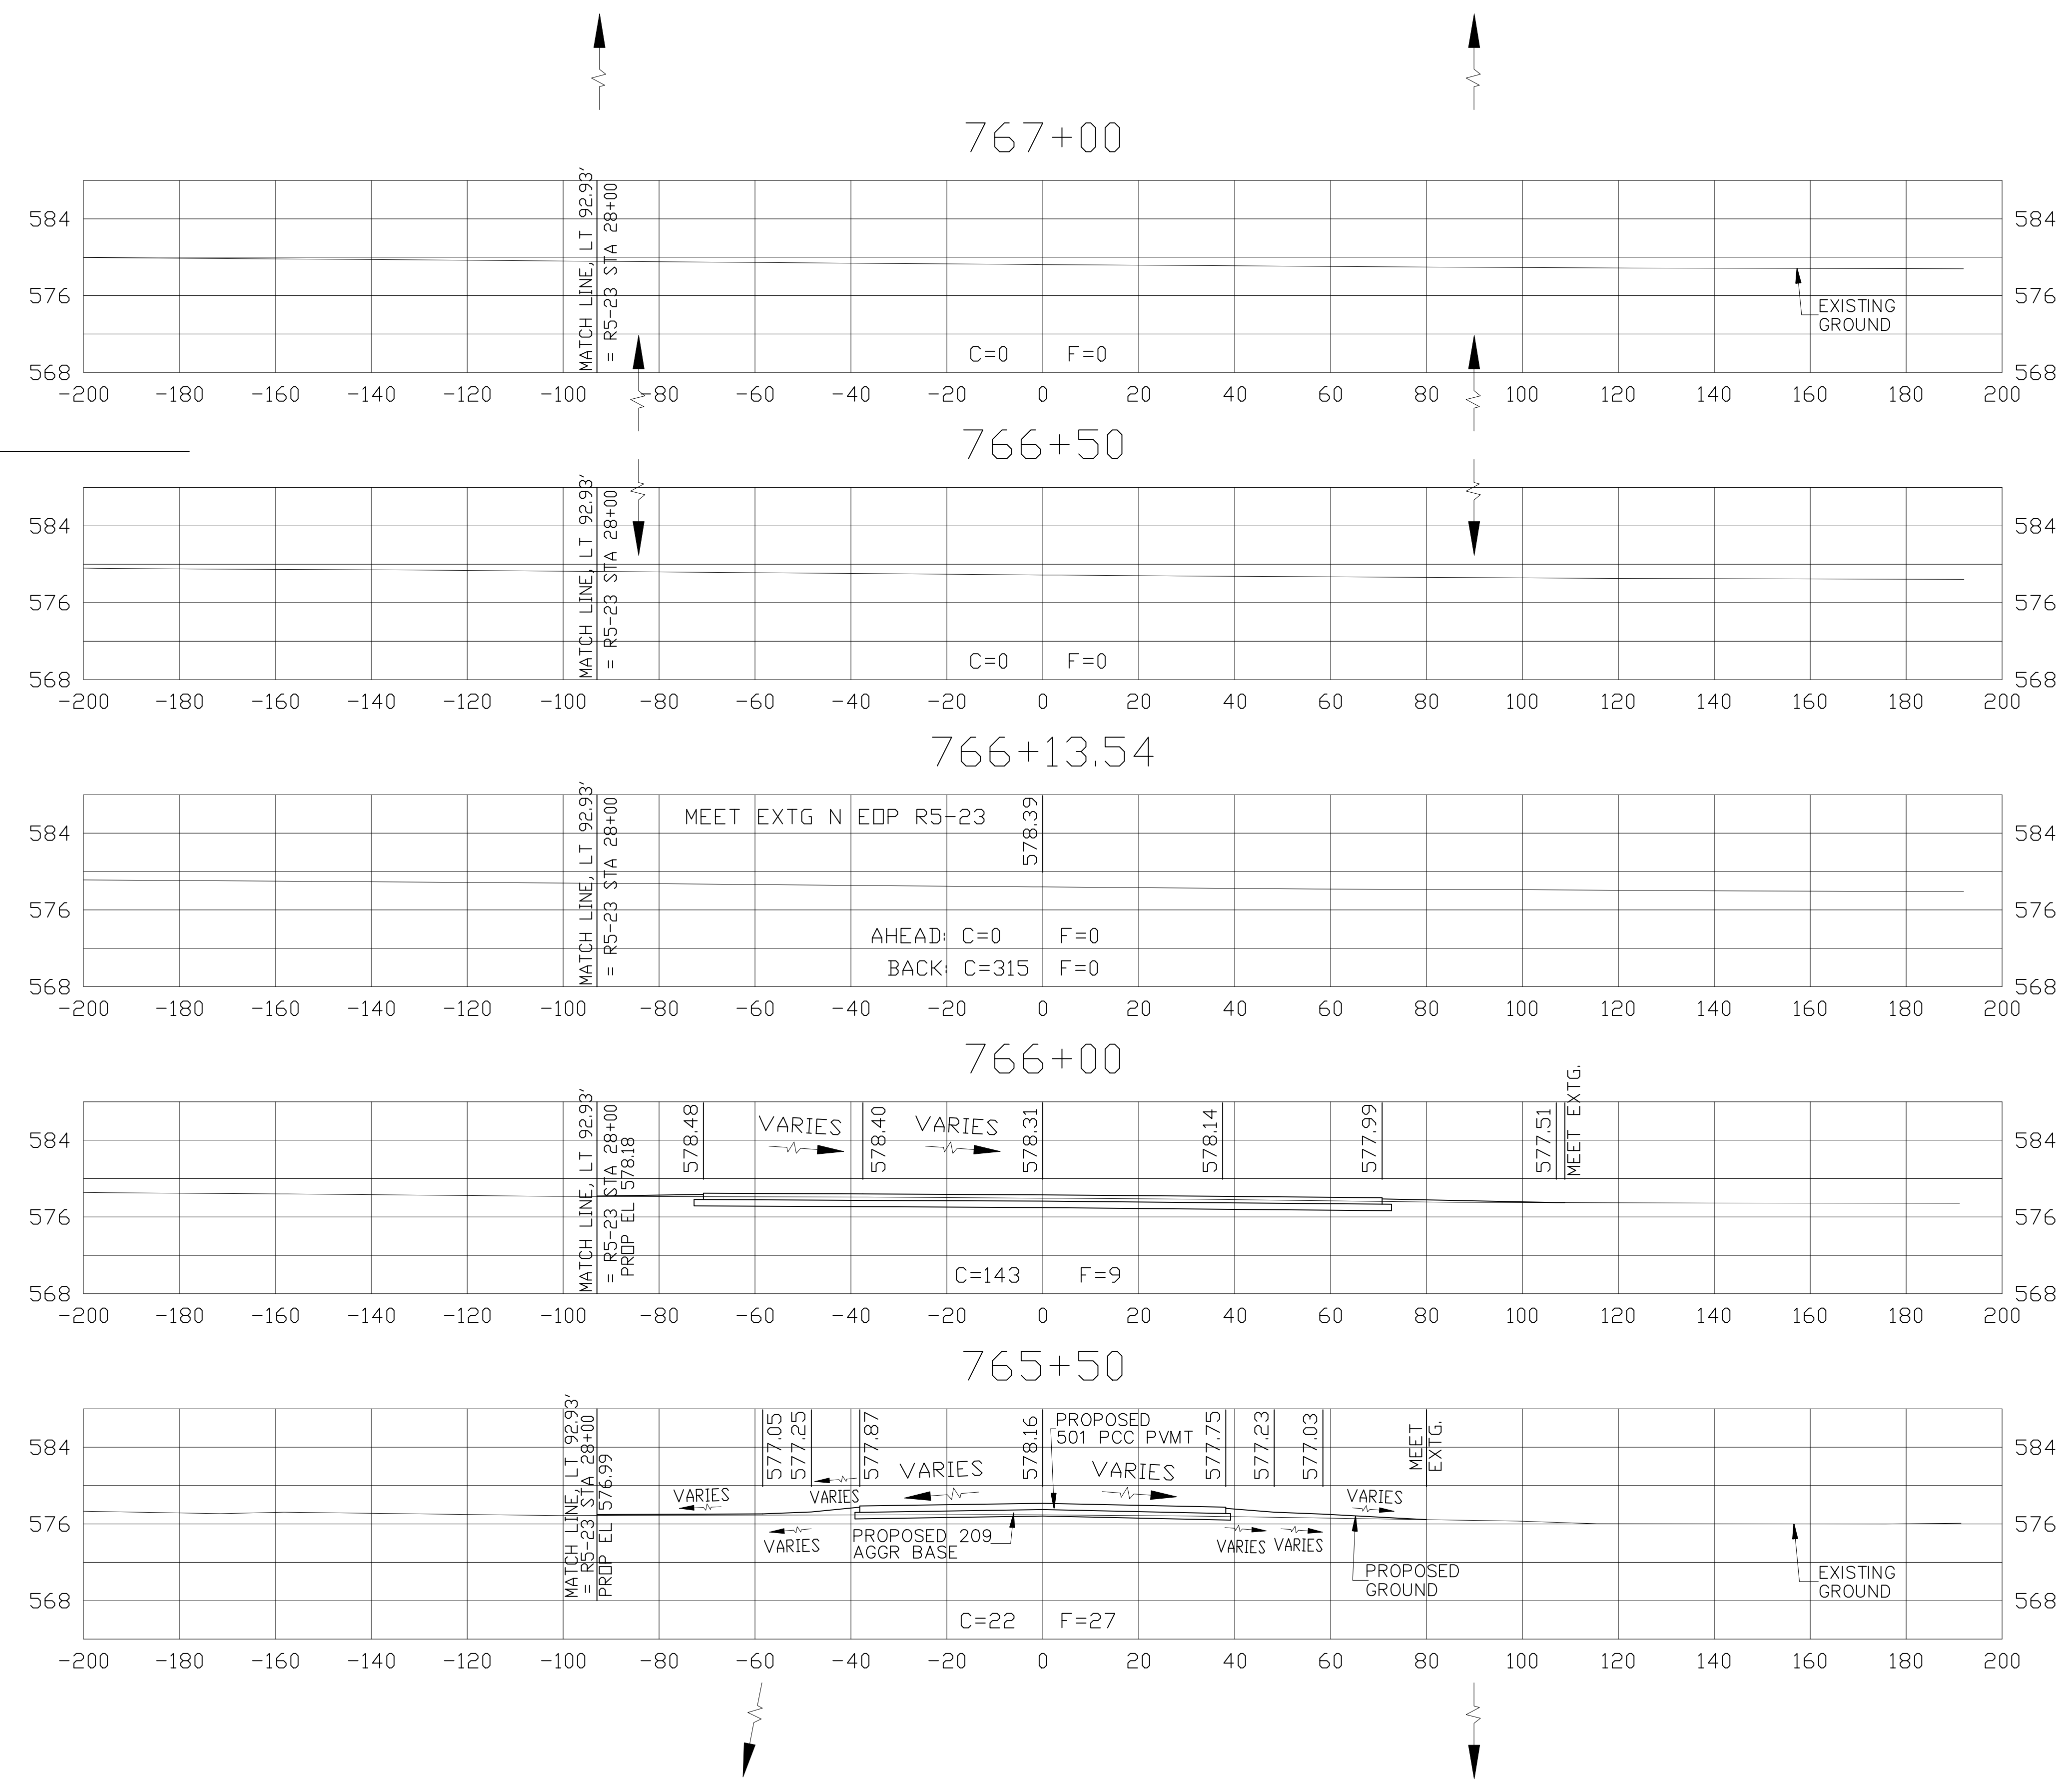 767+00
MATCH LINE, LT 92.93'
= R5-23 STA 28+00
584 584
576 576
568 568
EXISTING
GROUND
C=0 F=0
-200 -180 -160 -140 -120 -100 -80 -60 -40 -20 0 20 40 60 80 100 120 140 160 180 200
766+50
MATCH LINE, LT 92.93'
= R5-23 STA 28+00
584 584
576 576
568 568
C=0 F=0
-200 -180 -160 -140 -120 -100 -80 -60 -40 -20 0 20 40 60 80 100 120 140 160 180 200
766+13.54
MATCH LINE, LT 92.93'
= R5-23 STA 28+00
MEET EXTG N EOP R5-23
578.39
584 584
576 576
568 568
AHEAD: C=0 F=0
BACK: C=315 F=0
-200 -180 -160 -140 -120 -100 -80 -60 -40 -20 0 20 40 60 80 100 120 140 160 180 200
766+00
MATCH LINE, LT 92.93'
= R5-23 STA 28+00
PROP EL 578.18
578.48
VARIES
578.40
VARIES
578.31
578.14
577.99
577.51
MEET EXTG.
584 584
576 576
568 568
C=143 F=9
-200 -180 -160 -140 -120 -100 -80 -60 -40 -20 0 20 40 60 80 100 120 140 160 180 200
765+50
MATCH LINE, LT 92.93'
= R5-23 STA 28+00
PROP EL 576.99
577.05
577.25
577.87
578.16
PROPOSED
501 PCC PVMT
577.75
577.23
577.03
MEET
EXTG.
584 584
VARIES
VARIES
VARIES
VARIES
VARIES
576 576
VARIES
PROPOSED 209
AGGR BASE
VARIES
VARIES
PROPOSED
GROUND
EXISTING
GROUND
568 568
C=22 F=27
-200 -180 -160 -140 -120 -100 -80 -60 -40 -20 0 20 40 60 80 100 120 140 160 180 200